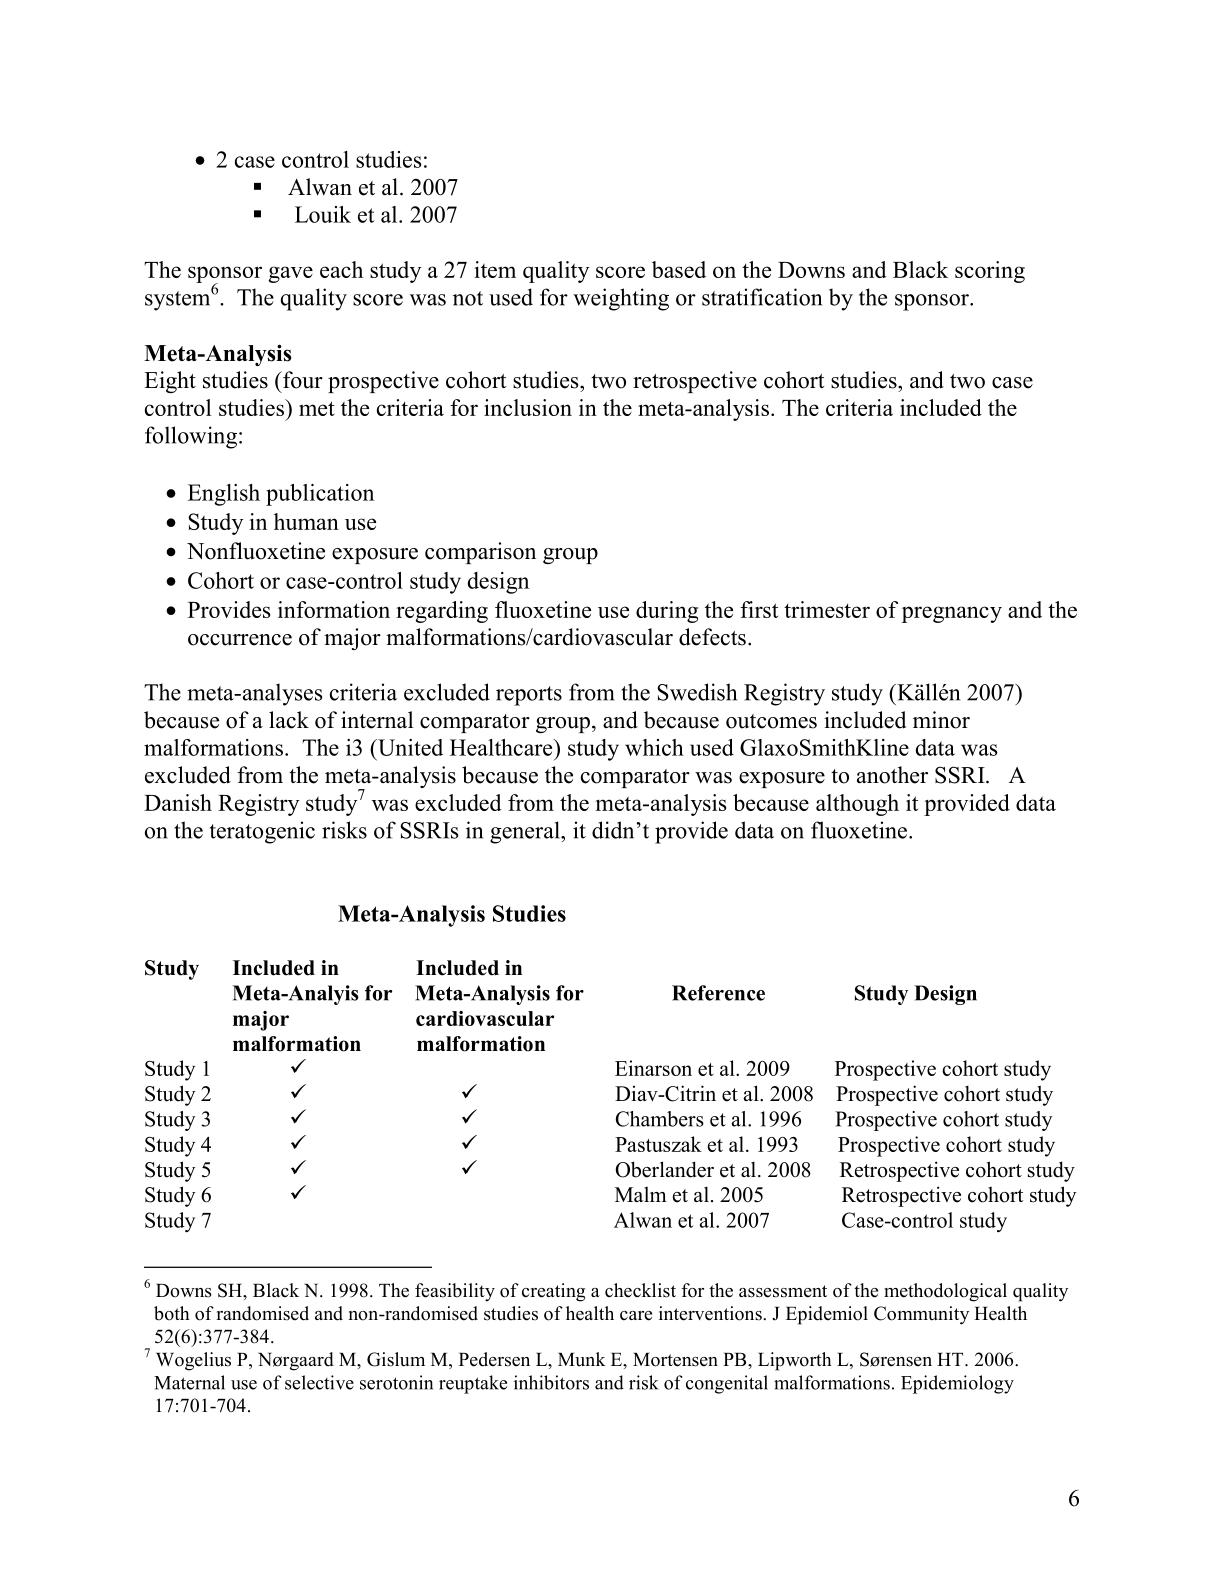 • 2 case control studies:
▪ Alwan et al. 2007
▪ Louik et al. 2007
The sponsor gave each study a 27 item quality score based on the Downs and Black scoring
system6. The quality score was not used for weighting or stratification by the sponsor.
Meta-Analysis
Eight studies (four prospective cohort studies, two retrospective cohort studies, and two case
control studies) met the criteria for inclusion in the meta-analysis. The criteria included the
following:
• English publication
• Study in human use
• Nonfluoxetine exposure comparison group
• Cohort or case-control study design
• Provides information regarding fluoxetine use during the first trimester of pregnancy and the
occurrence of major malformations/cardiovascular defects.
The meta-analyses criteria excluded reports from the Swedish Registry study (Källén 2007)
because of a lack of internal comparator group, and because outcomes included minor
malformations. The i3 (United Healthcare) study which used GlaxoSmithKline data was
excluded from the meta-analysis because the comparator was exposure to another SSRI. A
Danish Registry study7 was excluded from the meta-analysis because although it provided data
on the teratogenic risks of SSRIs in general, it didn't provide data on fluoxetine.
Meta-Analysis Studies
Study Included in Included in
Meta-Analyis for Meta-Analysis for Reference Study Design
major cardiovascular
malformation malformation
Study 1 ✓ Einarson et al. 2009 Prospective cohort study
Study 2 ✓ ✓ Diav-Citrin et al. 2008 Prospective cohort study
Study 3 ✓ ✓ Chambers et al. 1996 Prospective cohort study
Study 4 ✓ ✓ Pastuszak et al. 1993 Prospective cohort study
Study 5 ✓ ✓ Oberlander et al. 2008 Retrospective cohort study
Study 6 ✓ Malm et al. 2005 Retrospective cohort study
Study 7 Alwan et al. 2007 Case-control study
6 Downs SH, Black N. 1998. The feasibility of creating a checklist for the assessment of the methodological quality
both of randomised and non-randomised studies of health care interventions. J Epidemiol Community Health
52(6):377-384.
7 Wogelius P, Nørgaard M, Gislum M, Pedersen L, Munk E, Mortensen PB, Lipworth L, Sørensen HT. 2006.
Maternal use of selective serotonin reuptake inhibitors and risk of congenital malformations. Epidemiology
17:701-704.
6